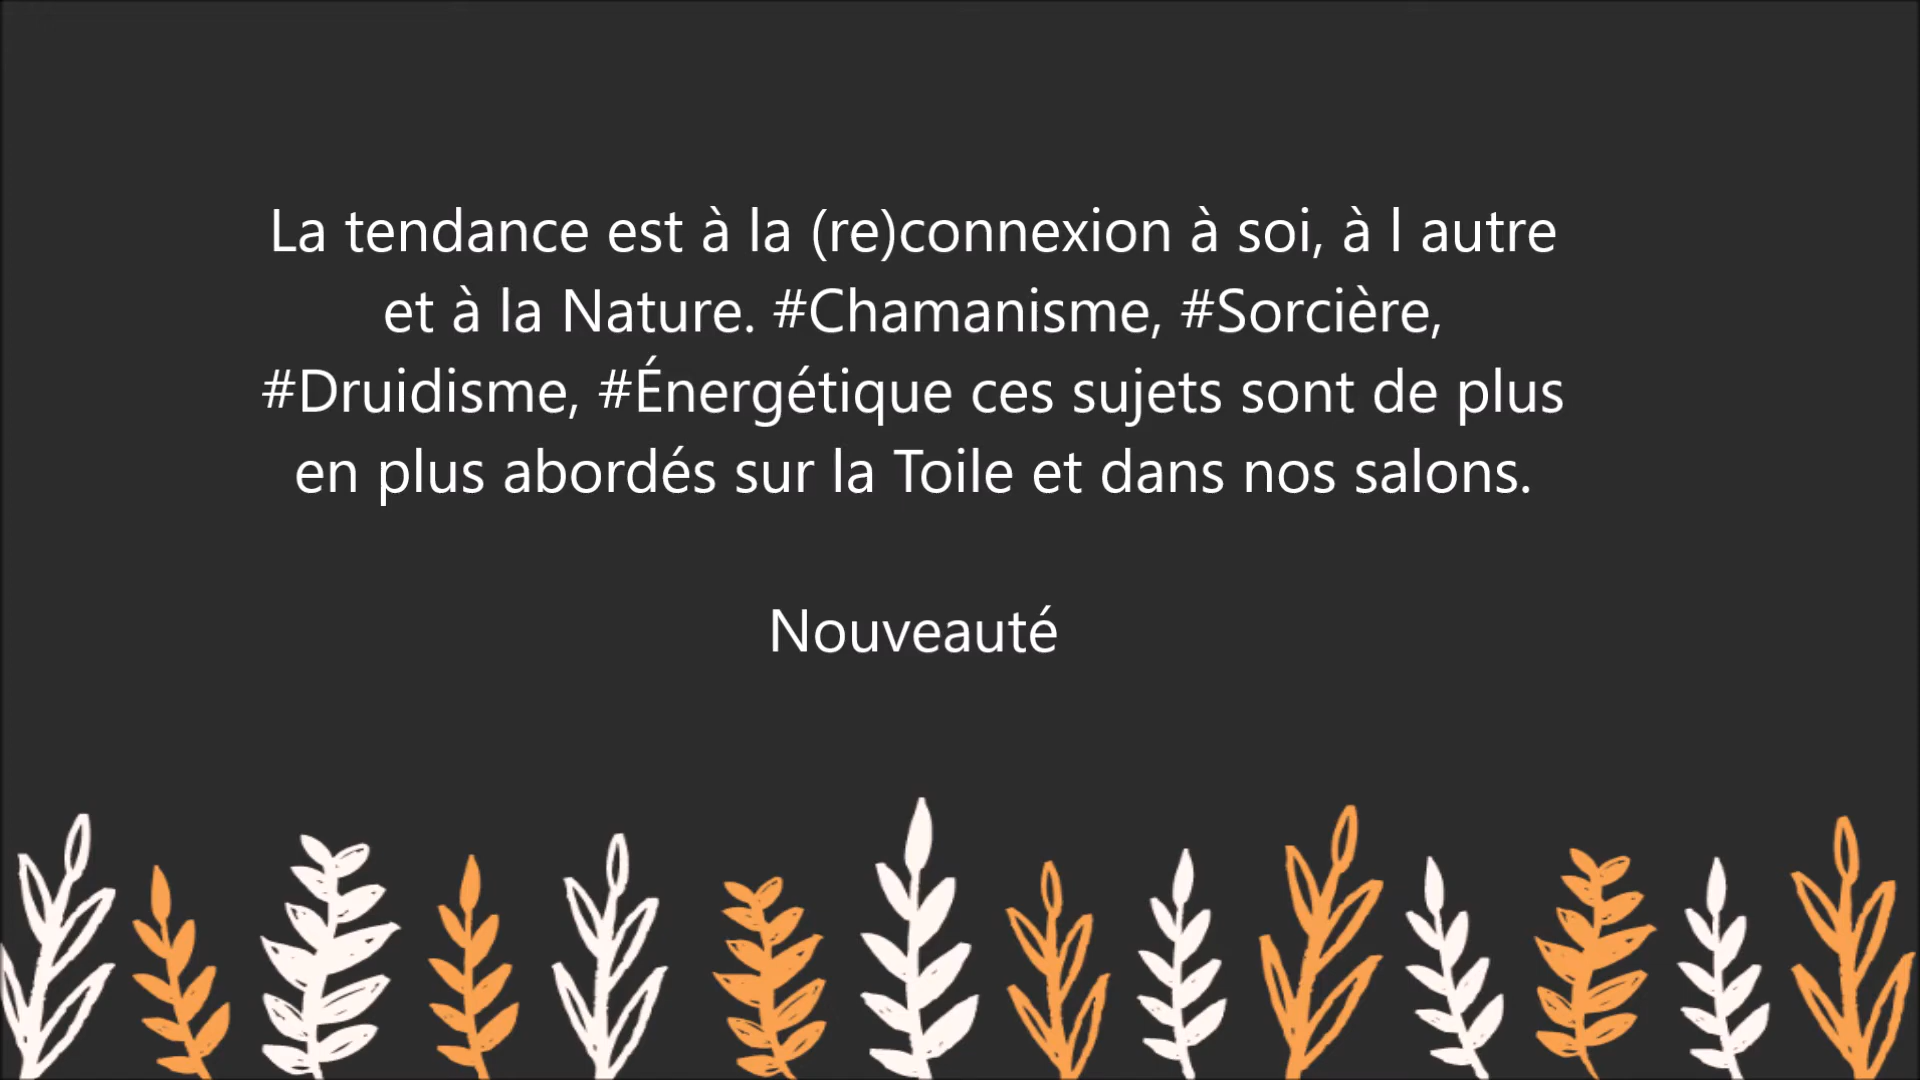 La tendance est à la (re)connexion à soi, à l autre
et à la Nature. #Chamanisme, #Sorcière,
#Druidisme, #Énergétique ces sujets sont de plus
en plus abordés sur la Toile et dans nos salons.
Nouveauté